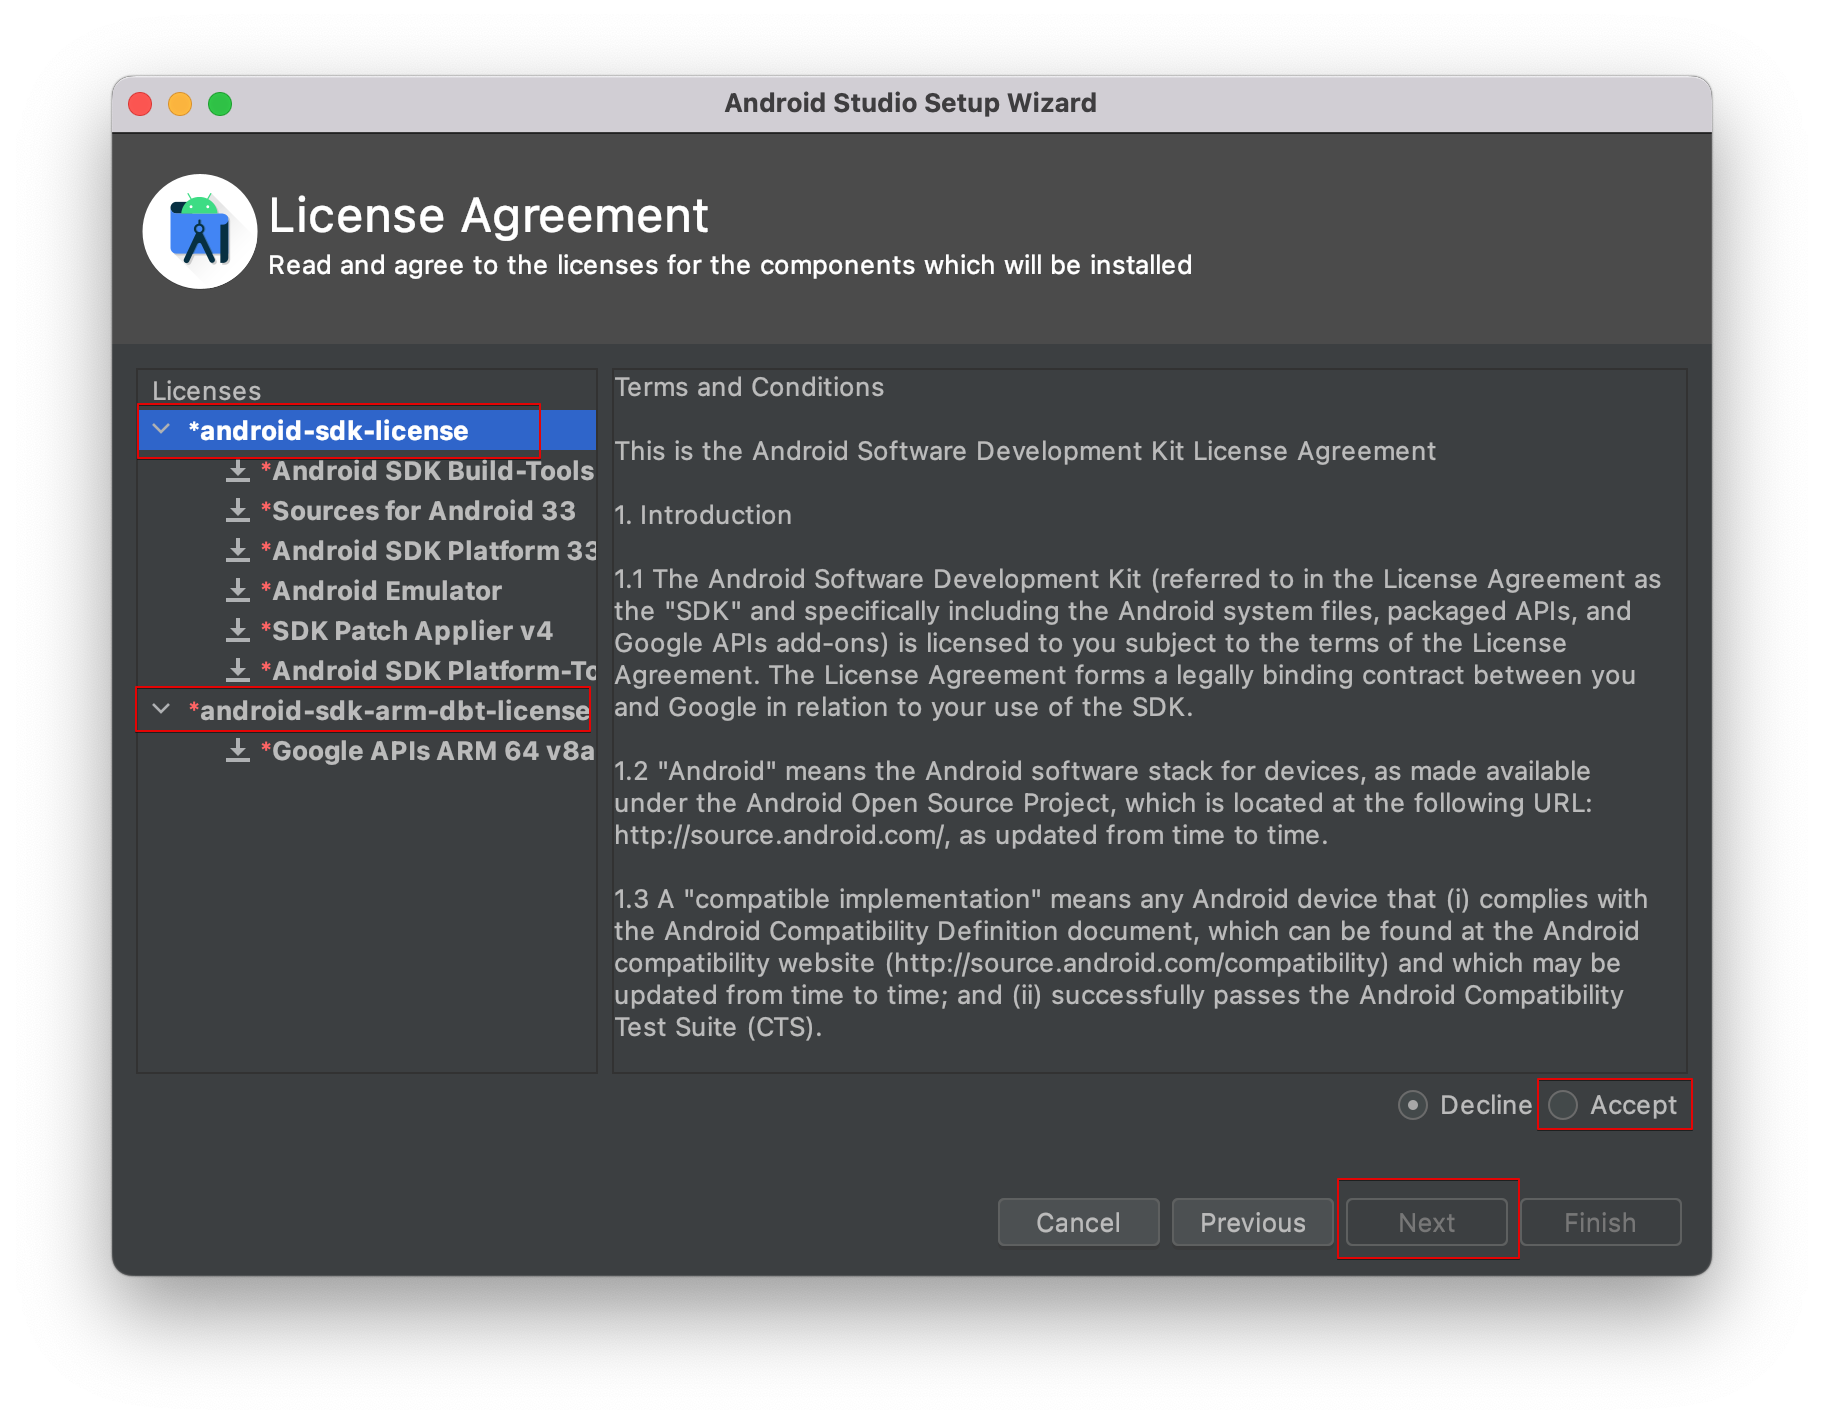 Android Studio Setup Wizard
License Agreement
Read and agree to the licenses for the components which will be installed
Licenses
*android-sdk-license
*Android SDK Build-Tools
*Sources for Android 33
*Android SDK Platform 33
*Android Emulator
*SDK Patch Applier v4
*Android SDK Platform-To
*android-sdk-arm-dbt-license
*Google APIs ARM 64 v8a
Terms and Conditions
This is the Android Software Development Kit License Agreement
1. Introduction
1.1 The Android Software Development Kit (referred to in the License Agreement as
the "SDK" and specifically including the Android system files, packaged APIs, and
Google APIs add-ons) is licensed to you subject to the terms of the License
Agreement. The License Agreement forms a legally binding contract between you
and Google in relation to your use of the SDK.
1.2 "Android" means the Android software stack for devices, as made available
under the Android Open Source Project, which is located at the following URL:
http://source.android.com/, as updated from time to time.
1.3 A "compatible implementation" means any Android device that (i) complies with
the Android Compatibility Definition document, which can be found at the Android
compatibility website (http://source.android.com/compatibility) and which may be
updated from time to time; and (ii) successfully passes the Android Compatibility
Test Suite (CTS).
Decline
Accept
Cancel
Previous
Next
Finish